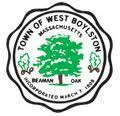 TOWN OF WEST BOYLSTON
MASSACHUSETTS
BEAMAN OAK
INCORPORATED MARCH 7, 1808